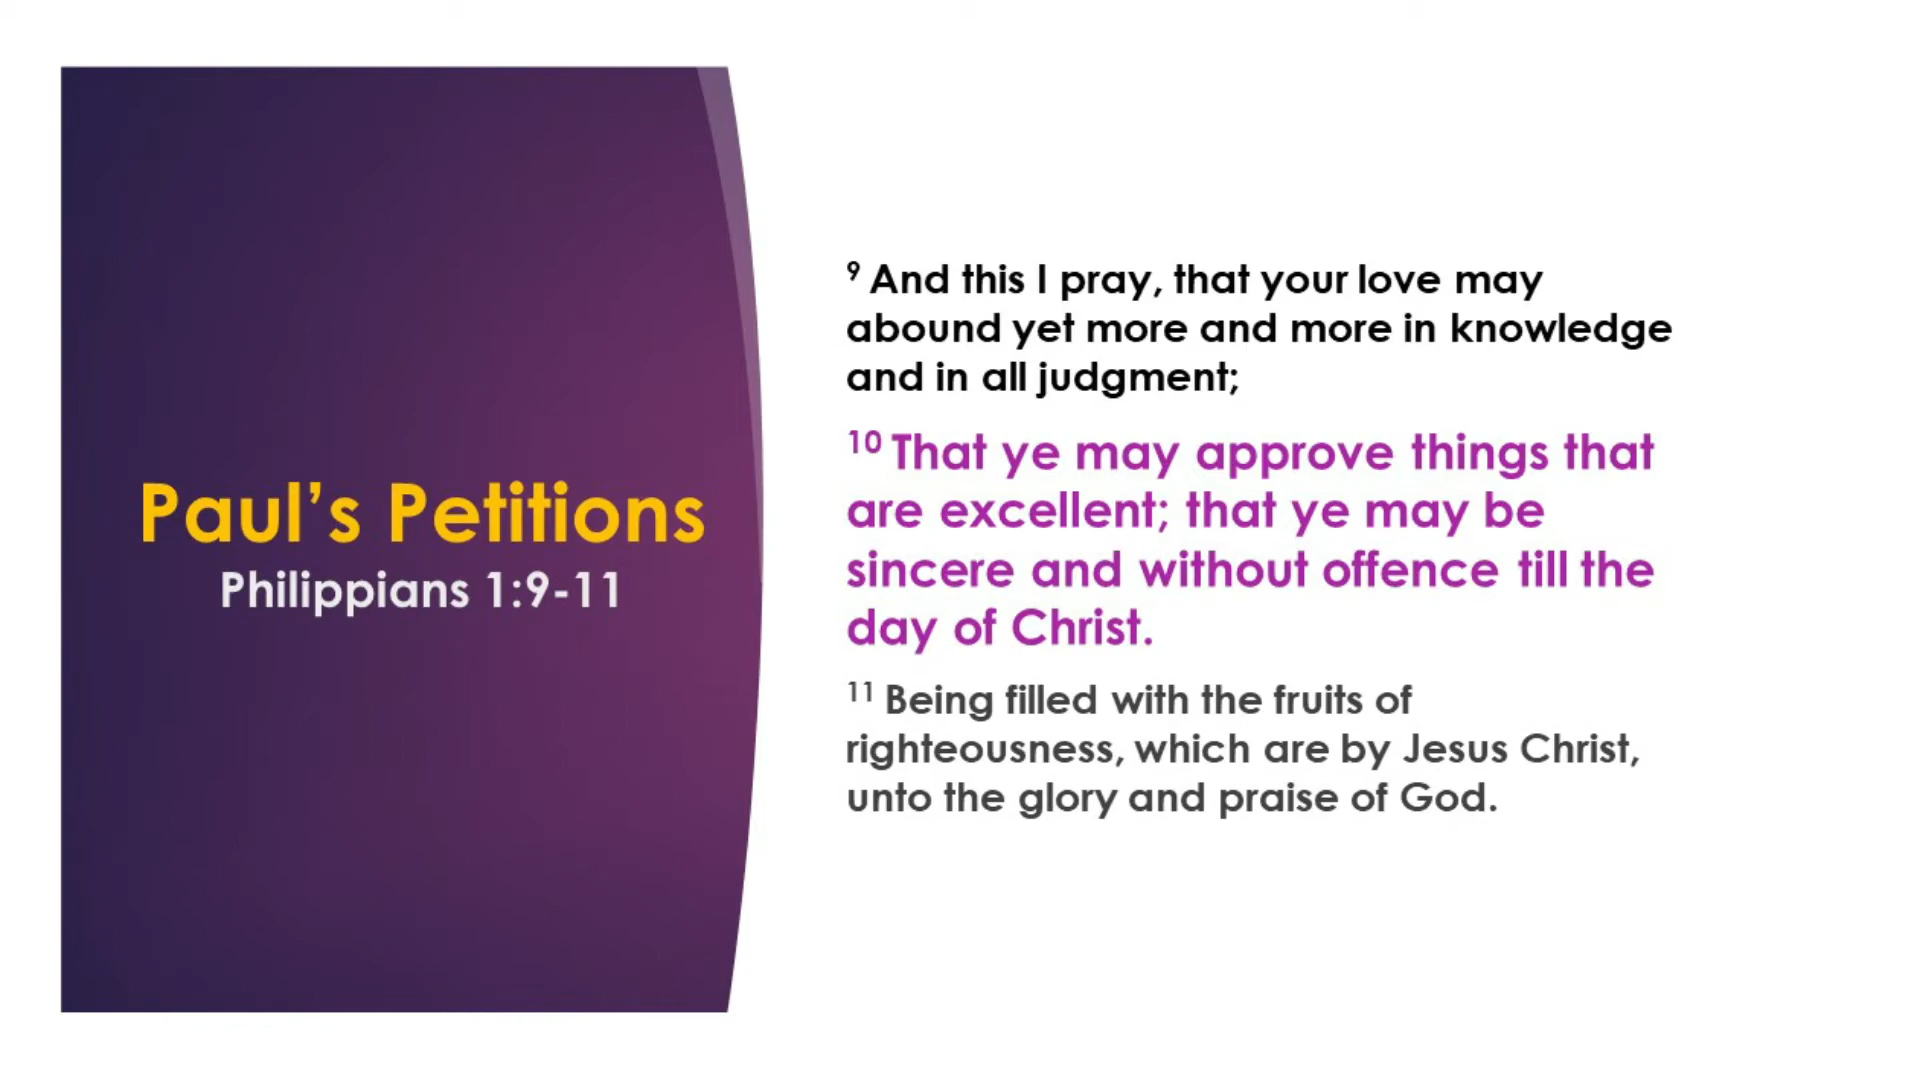 Paul’s Petitions
Philippians 1:9-11
9 And this I pray, that your love may
abound yet more and more in knowledge
and in all judgment;
10 That ye may approve things that
are excellent; that ye may be
sincere and without offence till the
day of Christ.
11 Being filled with the fruits of
righteousness, which are by Jesus Christ,
unto the glory and praise of God.